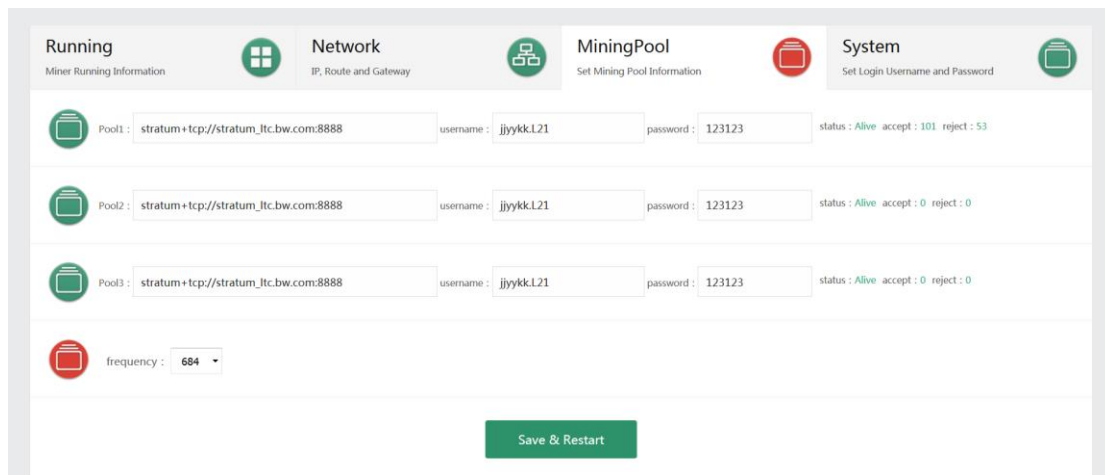 Running
Miner Running Information
Network
IP, Route and Gateway
MiningPool
Set Mining Pool Information
System
Set Login Username and Password
Pool1 : stratum+tcp://stratum_ltc.bw.com:8888 username : jjyykk.L21 password : 123123 status : Alive accept : 101 reject : 53
Pool2 : stratum+tcp://stratum_ltc.bw.com:8888 username : jjyykk.L21 password : 123123 status : Alive accept : 0 reject : 0
Pool3 : stratum+tcp://stratum_ltc.bw.com:8888 username : jjyykk.L21 password : 123123 status : Alive accept : 0 reject : 0
frequency : 684
Save & Restart